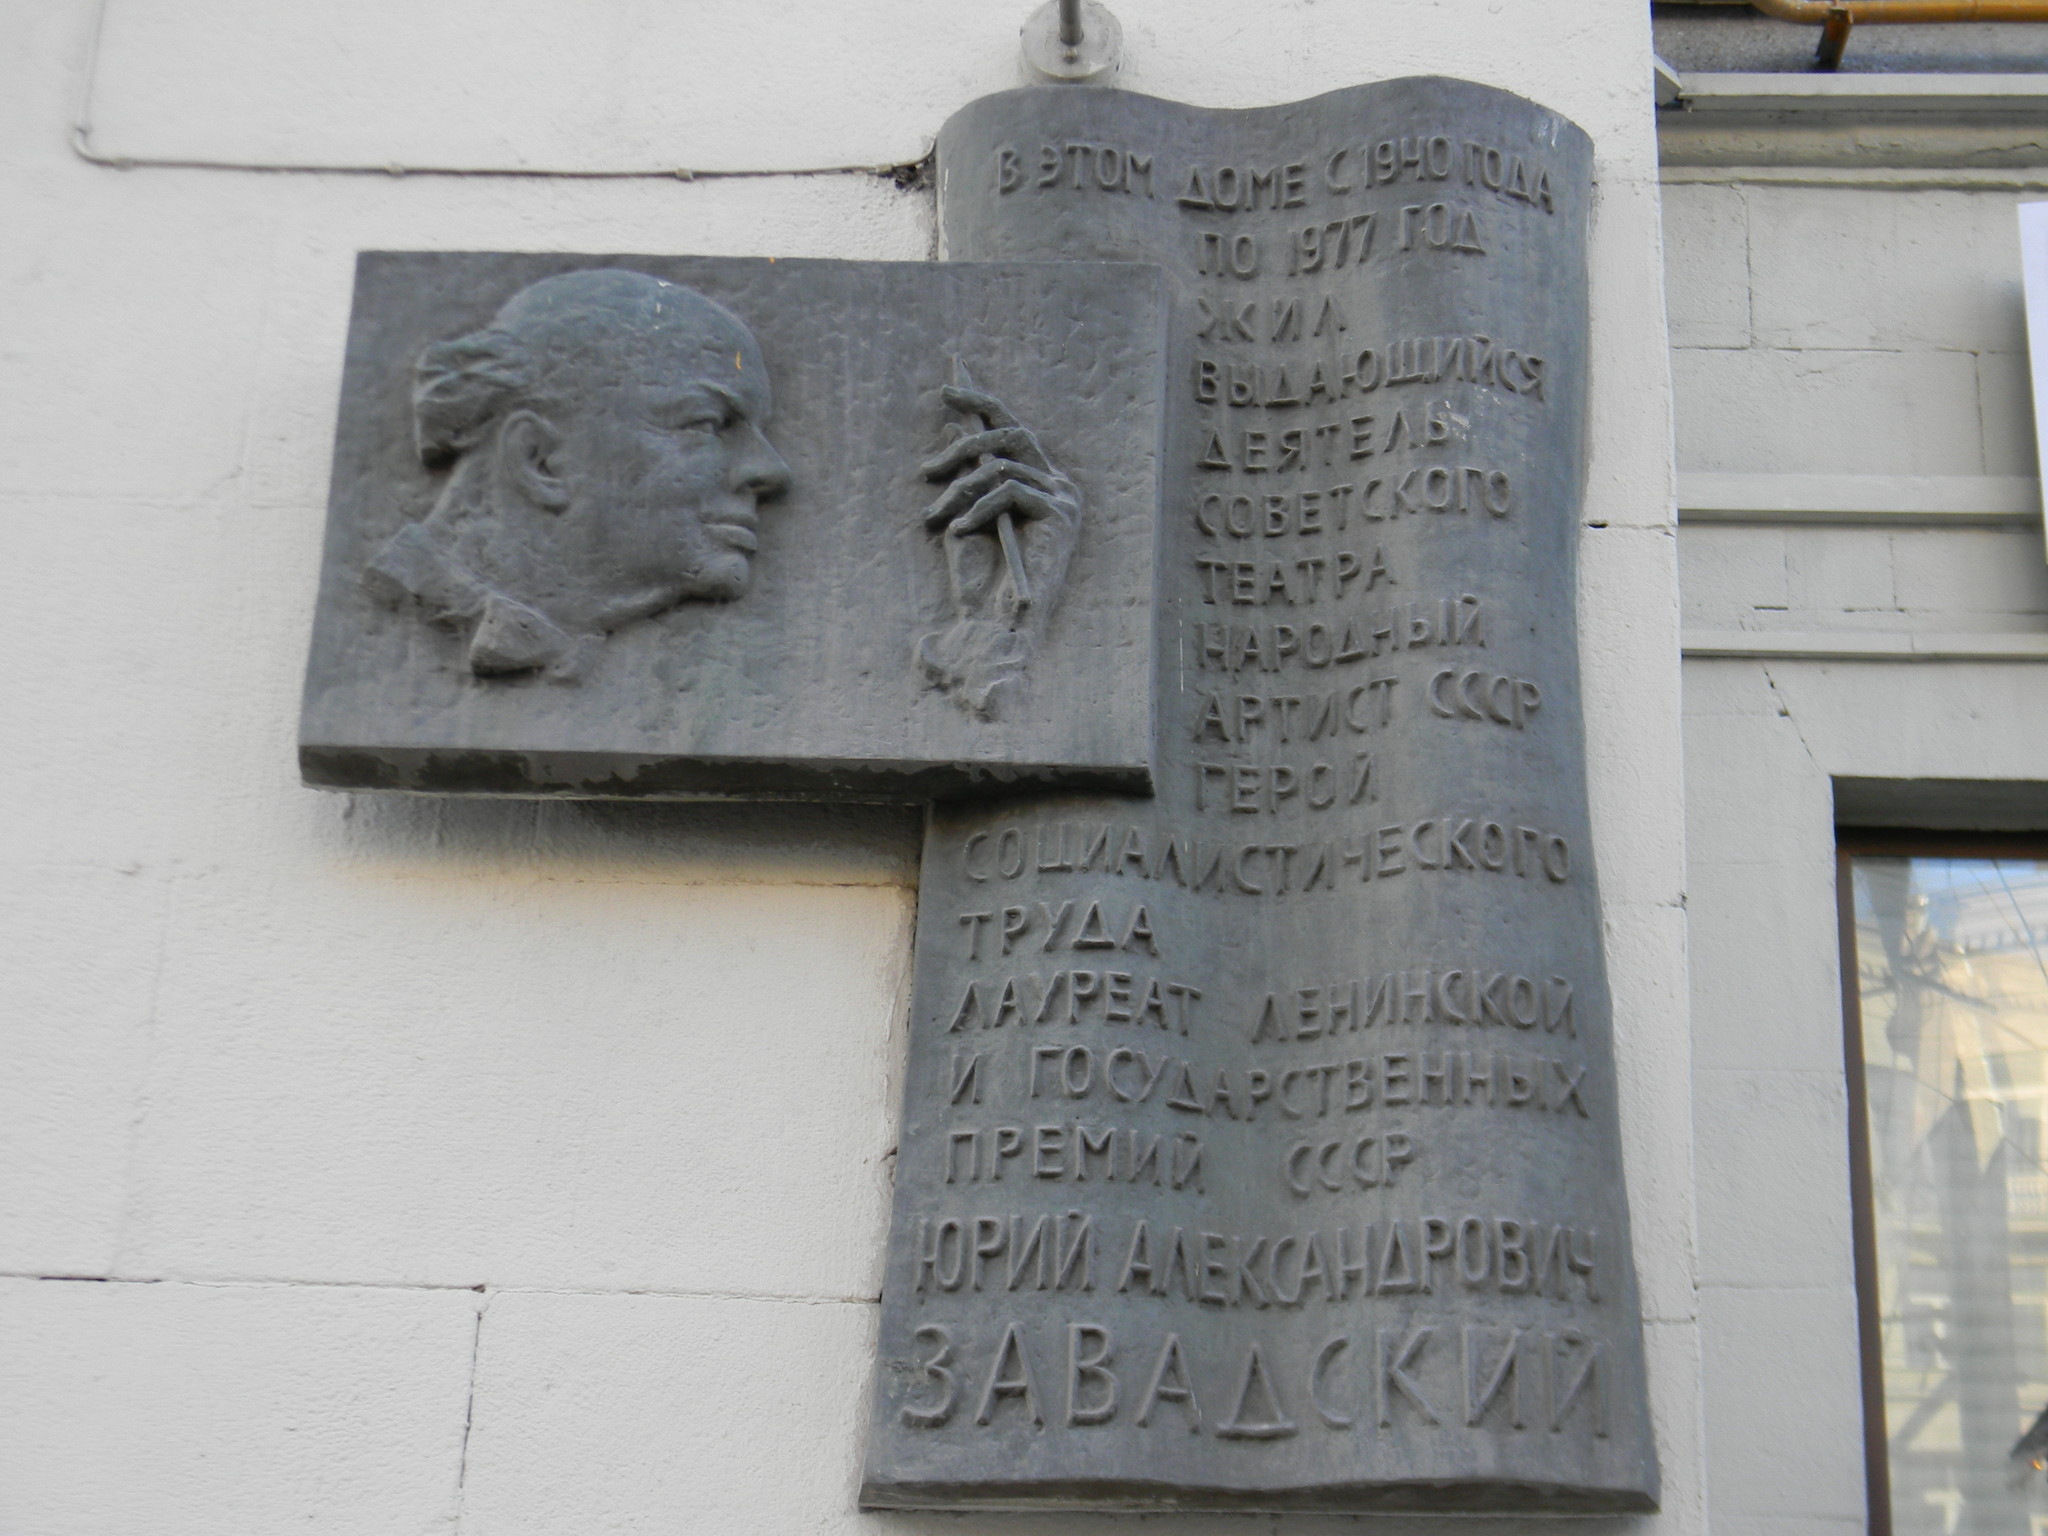 В ЭТОМ ДОМЕ С 1940 ГОДА
ПО 1977 ГОД
ЖИЛ
ВЫДАЮЩИЙСЯ
ДЕЯТЕЛЬ
СОВЕТСКОГО
ТЕАТРА
НАРОДНЫЙ
АРТИСТ СССР
ГЕРОЙ
СОЦИАЛИСТИЧЕСКОГО
ТРУДА
ЛАУРЕАТ ЛЕНИНСКОЙ
И ГОСУДАРСТВЕННЫХ
ПРЕМИЙ СССР
ЮРИЙ АЛЕКСАНДРОВИЧ
ЗАВАДСКИЙ